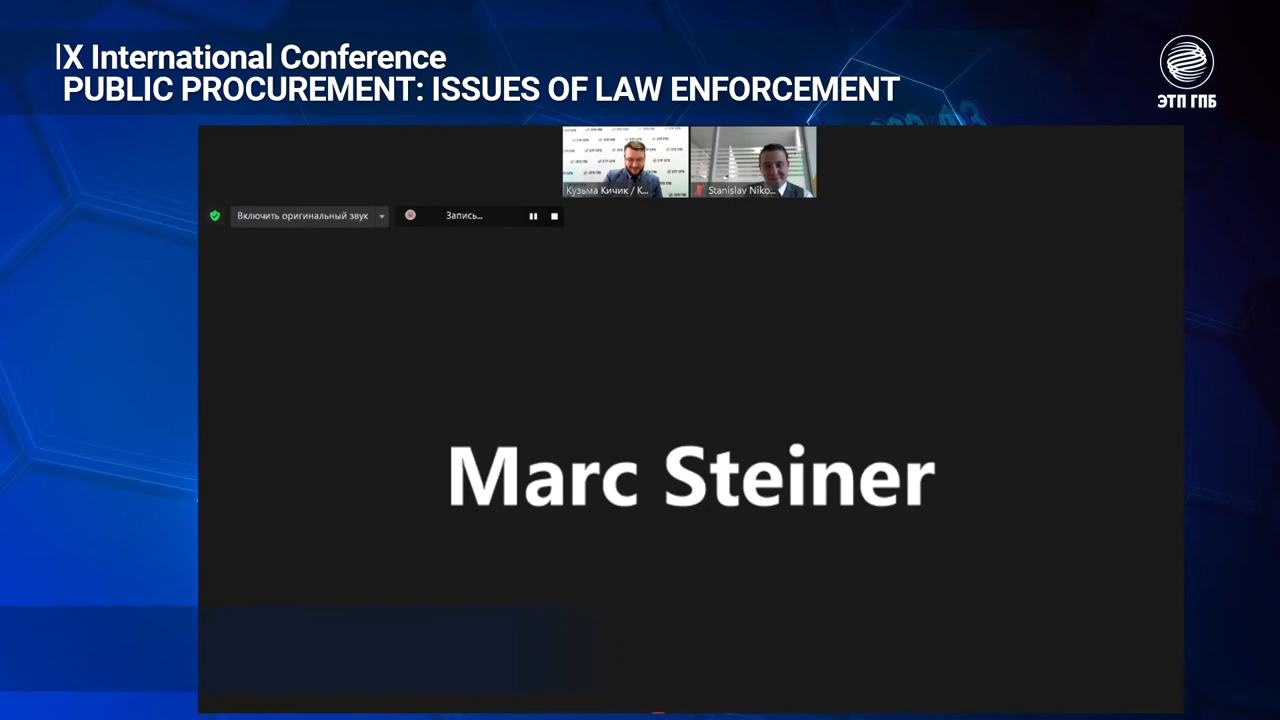 IX International Conference
PUBLIC PROCUREMENT: ISSUES OF LAW ENFORCEMENT
ЭТП ГПБ
Кузьма Кичик / К...
Stanislav Niko...
Включить оригинальный звук
Запись...
Marc Steiner